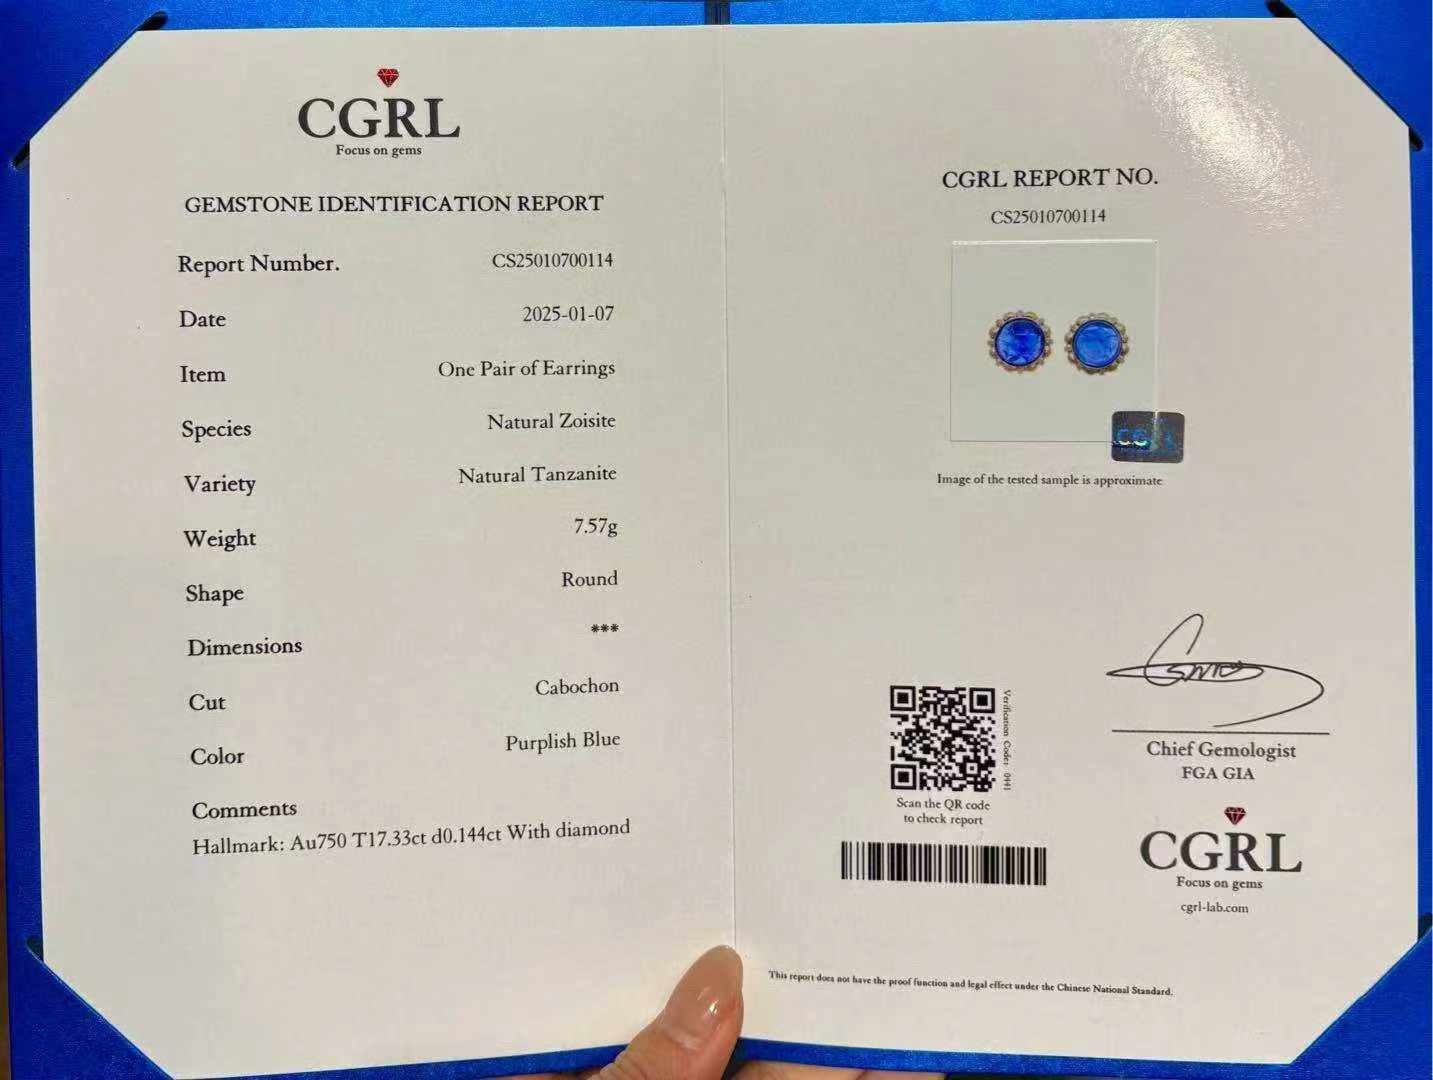 CGRL
Focus on gems
GEMSTONE IDENTIFICATION REPORT
Report Number. CS25010700114
Date 2025-01-07
Item One Pair of Earrings
Species Natural Zoisite
Variety Natural Tanzanite
Weight 7.57g
Shape Round
Dimensions ***
Cut Cabochon
Color Purplish Blue
Comments
Hallmark: Au750 T17.33ct d0.144ct With diamond
CGRL REPORT NO.
CS25010700114
Image of the tested sample is approximate
Verification Code: 0441
Scan the QR code
to check report
Chief Gemologist
FGA GIA
CGRL
Focus on gems
cgrl-lab.com
This report does not have the proof function and legal effect under the Chinese National Standard.